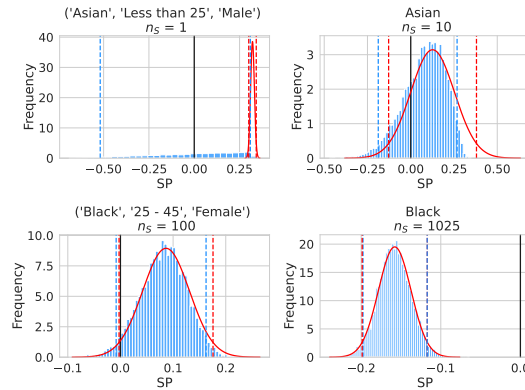 ('Asian', 'Less than 25', 'Male')
n_S = 1
Frequency
40
30
20
10
0
−0.50
−0.25
0.00
0.25
SP
Asian
n_S = 10
Frequency
3
2
1
0
−0.50
−0.25
0.00
0.25
0.50
SP
('Black', '25 - 45', 'Female')
n_S = 100
Frequency
10.0
7.5
5.0
2.5
0.0
−0.1
0.0
0.1
0.2
SP
Black
n_S = 1025
Frequency
20
15
10
5
0
−0.2
−0.1
0.0
SP